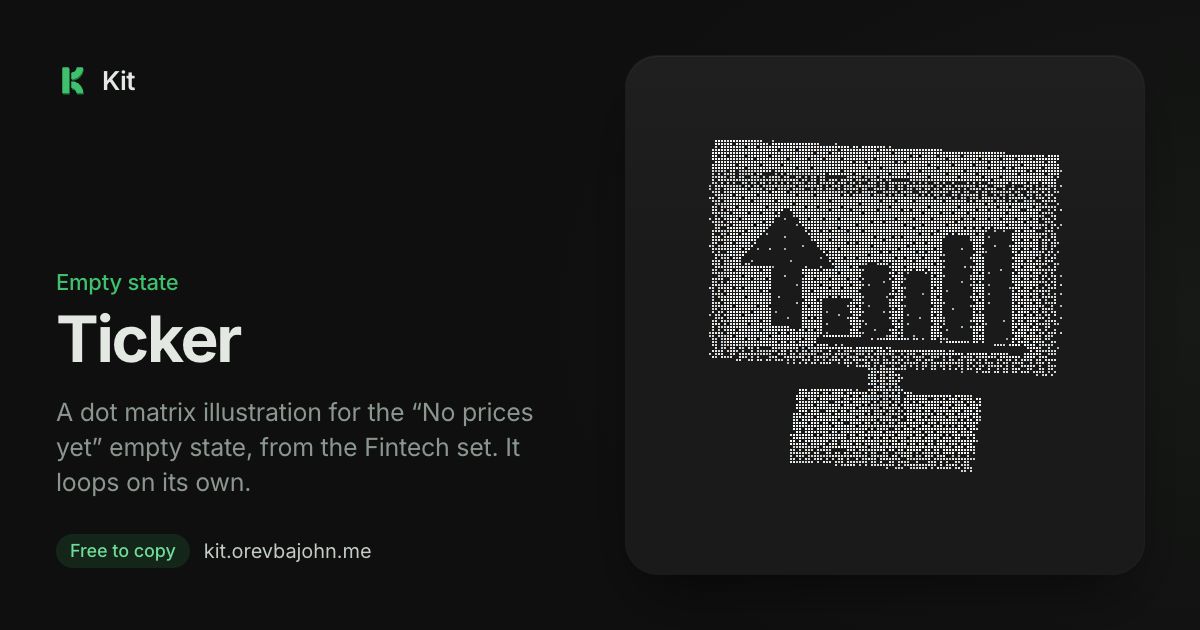 Kit
Empty state
Ticker
A dot matrix illustration for the “No prices
yet” empty state, from the Fintech set. It
loops on its own.
Free to copy
kit.orevbajohn.me